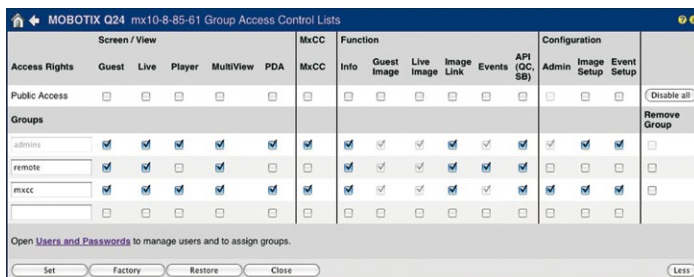 MOBOTIX Q24 mx10-8-85-61 Group Access Control Lists
Screen / View MxCC Function Configuration
Access Rights Guest Live Player MultiView PDA MxCC Info Guest Image Live Image Image Link Events API (QC, SB) Admin Image Setup Event Setup
Public Access Disable all
Groups Remove Group
admins
remote
mxcc
Open Users and Passwords to manage users and to assign groups.
Set Factory Restore Close Less